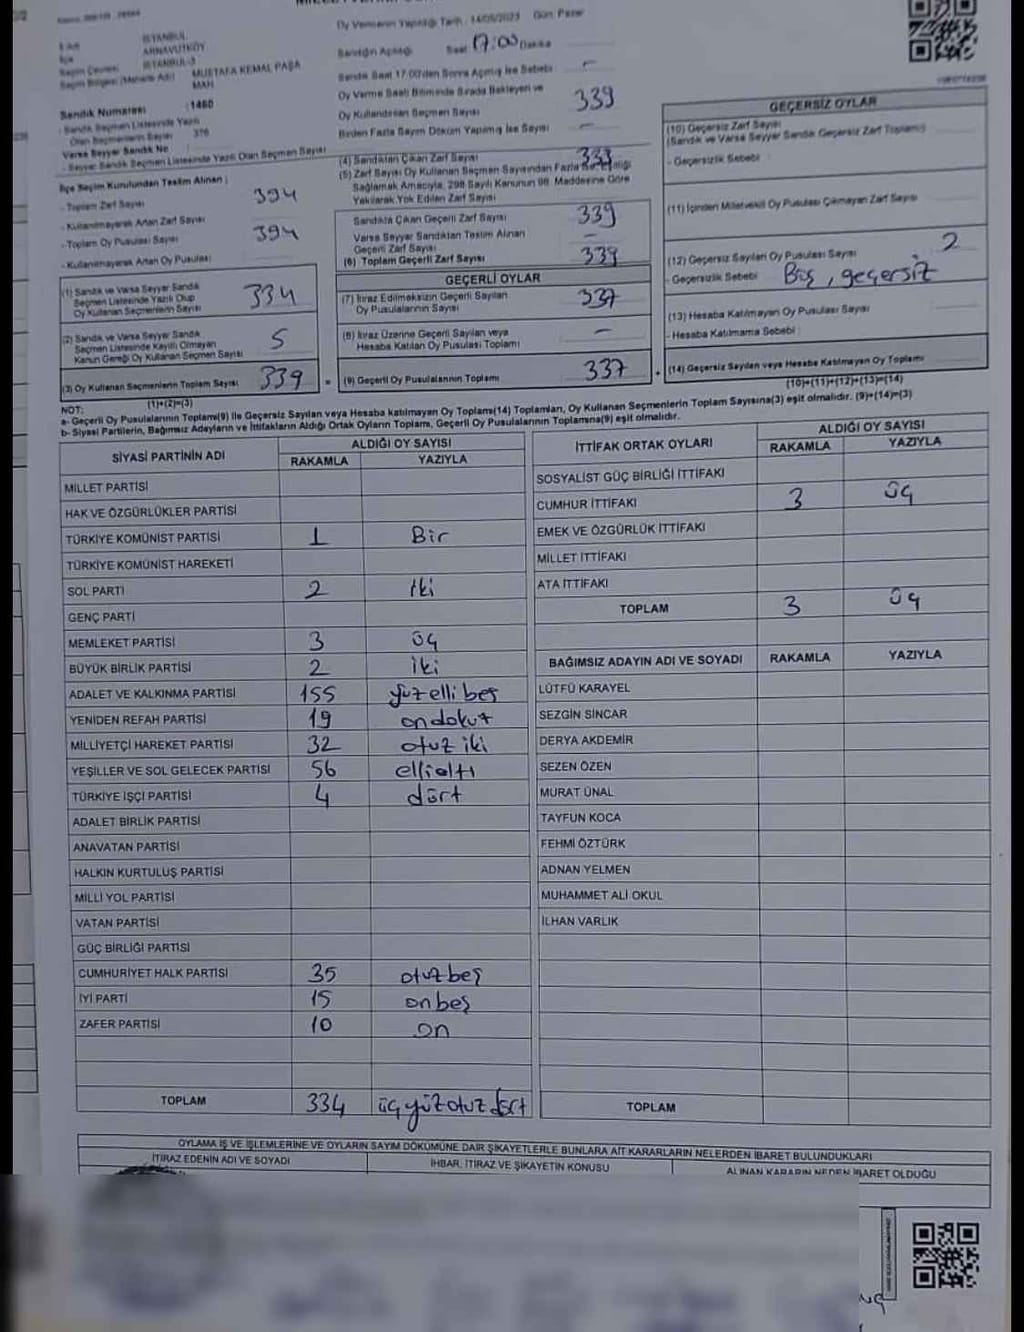 Oy Vermenin Yapıldığı Tarih : 14/05/2023 Gün: Pazar
İSTANBUL
ARNAVUTKÖY
İSTANBUL-3
MUSTAFA KEMAL PAŞA
MAH
Sandık Numarası : 1460
- Sandık Seçmen Listesinde Yazılı
Olan Seçmenlerin Sayısı 376
Varsa Seyyar Sandık No
- Seyyar Sandık Seçmen Listesinde Yazılı Olan Seçmen Sayısı
Sandığın Açıldığı Saat 17:00 Dakika
Sandık Saat 17:00'den Sonra Açılmış İse Sebebi -
Oy Verme Saati Bitiminde Sırada Bekleyen ve
Oy Kullandırılan Seçmen Sayısı 339
Birden Fazla Sayım Döküm Yapılmış İse Sayısı -
İlçe Seçim Kurulundan Teslim Alınan :
- Toplam Zarf Sayısı 394
- Kullanılmayarak Artan Zarf Sayısı
- Toplam Oy Pusulası Sayısı 394
- Kullanılmayarak Artan Oy Pusulası
(1) Sandık ve Varsa Seyyar Sandık
Seçmen Listesinde Yazılı Olup
Oy Kullanan Seçmenlerin Sayısı 334
(2) Sandık ve Varsa Seyyar Sandık
Seçmen Listesinde Kayıtlı Olmayan
Kanun Gereği Oy Kullanan Seçmen Sayısı 5
(3) Oy Kullanan Seçmenlerin Toplam Sayısı 339
(1)+(2)=(3)
(4) Sandıktan Çıkan Zarf Sayısı 339
(5) Zarf Sayısı Oy Kullanan Seçmen Sayısından Fazla İse Eşitliği
Sağlamak Amacıyla, 298 Sayılı Kanunun 98. Maddesine Göre
Yakılarak Yok Edilen Zarf Sayısı
Sandıkta Çıkan Geçerli Zarf Sayısı 339
Varsa Seyyar Sandıktan Teslim Alınan
Geçerli Zarf Sayısı -
(6) Toplam Geçerli Zarf Sayısı 339
GEÇERLİ OYLAR
(7) İtiraz Edilmeksizin Geçerli Sayılan
Oy Pusulalarının Sayısı 337
(8) İtiraz Üzerine Geçerli Sayılan veya
Hesaba Katılan Oy Pusulası Toplamı -
= (9) Geçerli Oy Pusulalarının Toplamı 337
GEÇERSİZ OYLAR
(10) Geçersiz Zarf Sayısı
(Sandık ve Varsa Seyyar Sandık Geçersiz Zarf Toplamı)
- Geçersizlik Sebebi :
(11) İçinden Milletvekili Oy Pusulası Çıkmayan Zarf Sayısı
(12) Geçersiz Sayılan Oy Pusulası Sayısı 2
- Geçersizlik Sebebi Boş, geçersiz
(13) Hesaba Katılmayan Oy Pusulası Sayısı
- Hesaba Katılmama Sebebi :
+ (14) Geçersiz Sayılan veya Hesaba Katılmayan Oy Toplamı
(10)+(11)+(12)+(13)=(14)
NOT:
a- Geçerli Oy Pusulalarının Toplamı(9) ile Geçersiz Sayılan veya Hesaba katılmayan Oy Toplamı(14) Toplamları, Oy Kullanan Seçmenlerin Toplam Sayısına(3) eşit olmalıdır. (9)+(14)=(3)
b- Siyasi Partilerin, Bağımsız Adayların ve İttifakların Aldığı Ortak Oyların Toplamı, Geçerli Oy Pusulalarının Toplamına(9) eşit olmalıdır.
SİYASİ PARTİNİN ADI ALDIĞI OY SAYISI
RAKAMLA YAZIYLA
MİLLET PARTİSİ
HAK VE ÖZGÜRLÜKLER PARTİSİ
TÜRKİYE KOMÜNİST PARTİSİ 1 Bir
TÜRKİYE KOMÜNİST HAREKETİ
SOL PARTİ 2 iki
GENÇ PARTİ
MEMLEKET PARTİSİ 3 üç
BÜYÜK BİRLİK PARTİSİ 2 iki
ADALET VE KALKINMA PARTİSİ 155 yüz elli beş
YENİDEN REFAH PARTİSİ 19 on dokuz
MİLLİYETÇİ HAREKET PARTİSİ 32 otuz iki
YEŞİLLER VE SOL GELECEK PARTİSİ 56 ellialtı
TÜRKİYE İŞÇİ PARTİSİ 4 dört
ADALET BİRLİK PARTİSİ
ANAVATAN PARTİSİ
HALKIN KURTULUŞ PARTİSİ
MİLLİ YOL PARTİSİ
VATAN PARTİSİ
GÜÇ BİRLİĞİ PARTİSİ
CUMHURİYET HALK PARTİSİ 35 otuz beş
İYİ PARTİ 15 on beş
ZAFER PARTİSİ 10 on
TOPLAM 334 üç yüz otuz dört
İTTİFAK ORTAK OYLARI ALDIĞI OY SAYISI
RAKAMLA YAZIYLA
SOSYALİST GÜÇ BİRLİĞİ İTTİFAKI
CUMHUR İTTİFAKI 3 üç
EMEK VE ÖZGÜRLÜK İTTİFAKI
MİLLET İTTİFAKI
ATA İTTİFAKI
TOPLAM 3 üç
BAĞIMSIZ ADAYIN ADI VE SOYADI RAKAMLA YAZIYLA
LÜTFÜ KARAYEL
SEZGİN SİNCAR
DERYA AKDEMİR
SEZEN ÖZEN
MURAT ÜNAL
TAYFUN KOCA
FEHMİ ÖZTÜRK
ADNAN YELMEN
MUHAMMET ALİ OKUL
İLHAN VARLIK
TOPLAM
OYLAMA İŞ VE İŞLEMLERİNE VE OYLARIN SAYIM DÖKÜMÜNE DAİR ŞİKAYETLERLE BUNLARA AİT KARARLARIN NELERDEN İBARET BULUNDUKLARI
İTİRAZ EDENİN ADI VE SOYADI İHBAR, İTİRAZ VE ŞİKAYETİN KONUSU ALINAN KARARIN NEDEN İBARET OLDUĞU